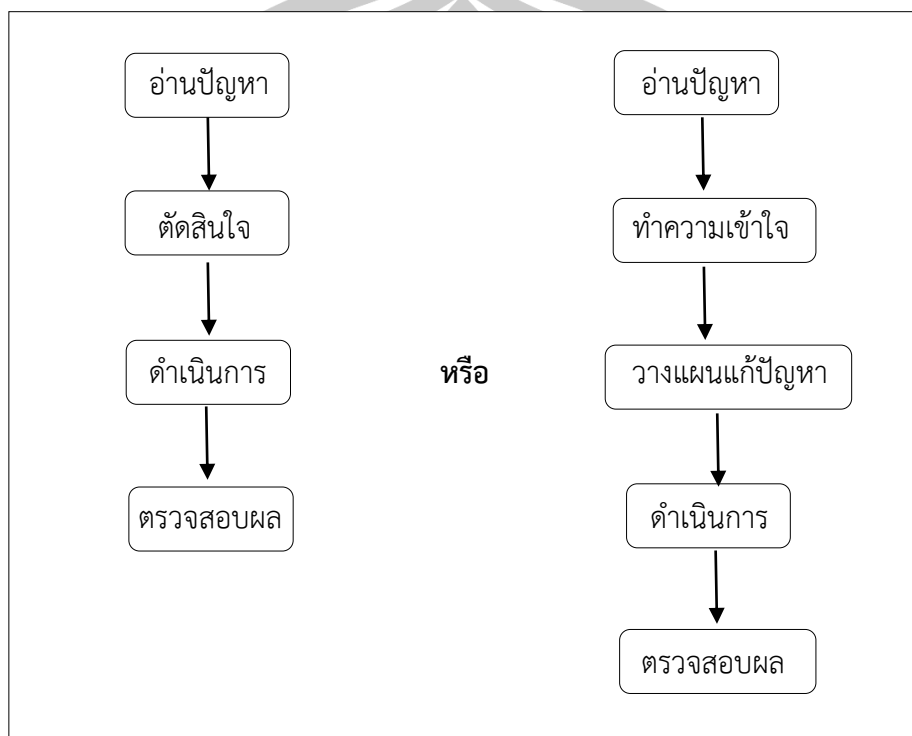 อ่านปัญหา
ตัดสินใจ
ดำเนินการ
ตรวจสอบผล
หรือ
อ่านปัญหา
ทำความเข้าใจ
วางแผนแก้ปัญหา
ดำเนินการ
ตรวจสอบผล